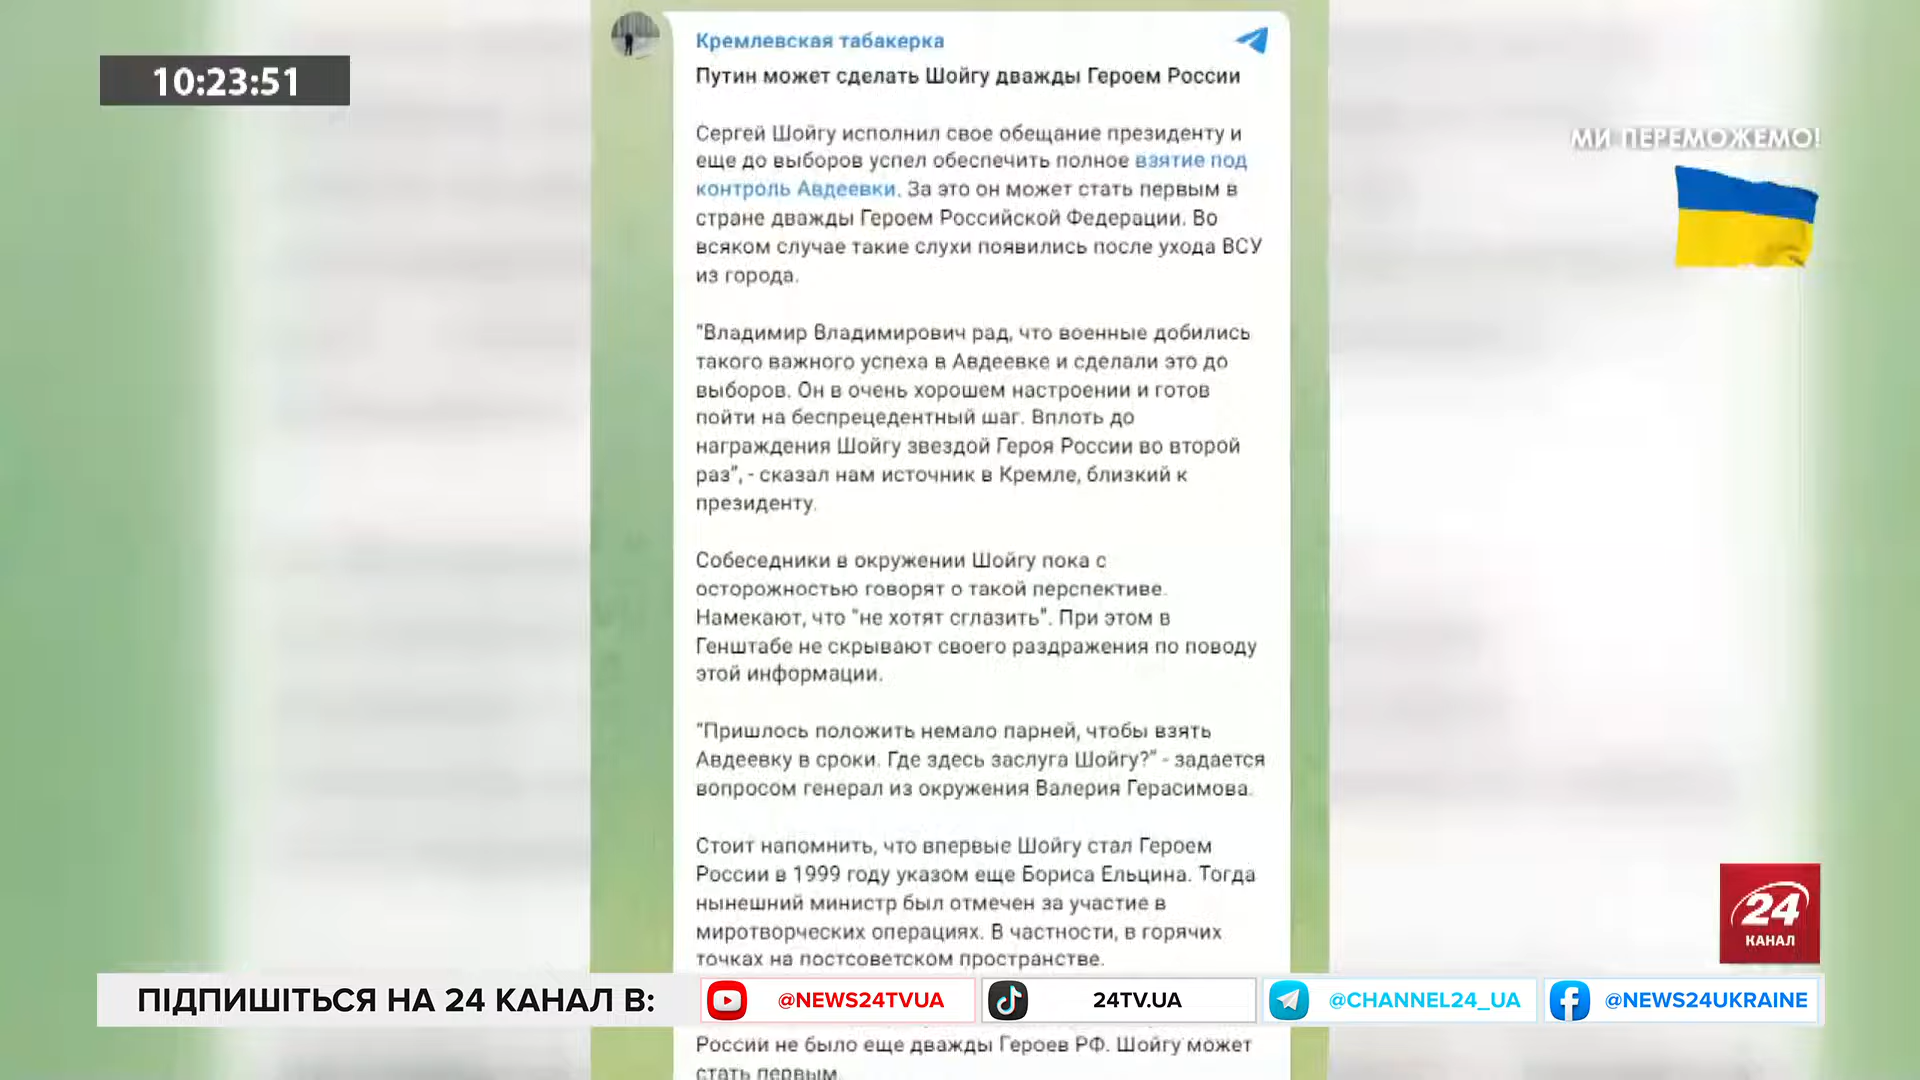 10:23:51
Кремлевская табакерка
Путин может сделать Шойгу дважды Героем России
Сергей Шойгу исполнил свое обещание президенту и
еще до выборов успел обеспечить полное взятие под
контроль Авдеевки. За это он может стать первым в
стране дважды Героем Российской Федерации. Во
всяком случае такие слухи появились после ухода ВСУ
из города.
"Владимир Владимирович рад, что военные добились
такого важного успеха в Авдеевке и сделали это до
выборов. Он в очень хорошем настроении и готов
пойти на беспрецедентный шаг. Вплоть до
награждения Шойгу звездой Героя России во второй
раз", - сказал нам источник в Кремле, близкий к
президенту.
Собеседники в окружении Шойгу пока с
осторожностью говорят о такой перспективе.
Намекают, что "не хотят сглазить". При этом в
Генштабе не скрывают своего раздражения по поводу
этой информации.
"Пришлось положить немало парней, чтобы взять
Авдеевку в сроки. Где здесь заслуга Шойгу?" - задается
вопросом генерал из окружения Валерия Герасимова.
Стоит напомнить, что впервые Шойгу стал Героем
России в 1999 году указом еще Бориса Ельцина. Тогда
нынешний министр был отмечен за участие в
миротворческих операциях. В частности, в горячих
точках на постсоветском пространстве.
России не было еще дважды Героев РФ. Шойгу может
стать первым.
МИ ПЕРЕМОЖЕМО!
24
КАНАЛ
ПІДПИШІТЬСЯ НА 24 КАНАЛ В:
@NEWS24TVUA
24TV.UA
@CHANNEL24_UA
@NEWS24UKRAINE